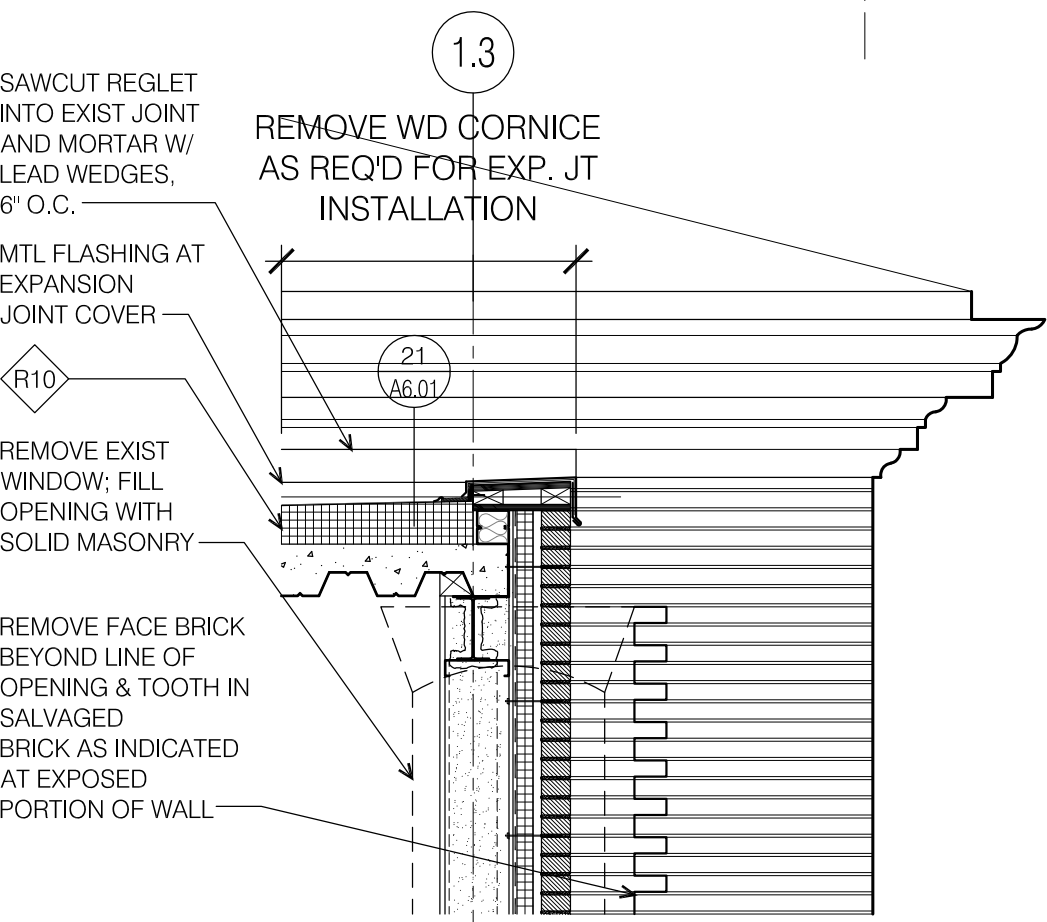 1.3
SAWCUT REGLET
INTO EXIST JOINT
AND MORTAR W/
LEAD WEDGES,
6" O.C.
REMOVE WD CORNICE
AS REQ'D FOR EXP. JT
INSTALLATION
MTL FLASHING AT
EXPANSION
JOINT COVER
21
A6.01
R10
REMOVE EXIST
WINDOW; FILL
OPENING WITH
SOLID MASONRY
REMOVE FACE BRICK
BEYOND LINE OF
OPENING & TOOTH IN
SALVAGED
BRICK AS INDICATED
AT EXPOSED
PORTION OF WALL